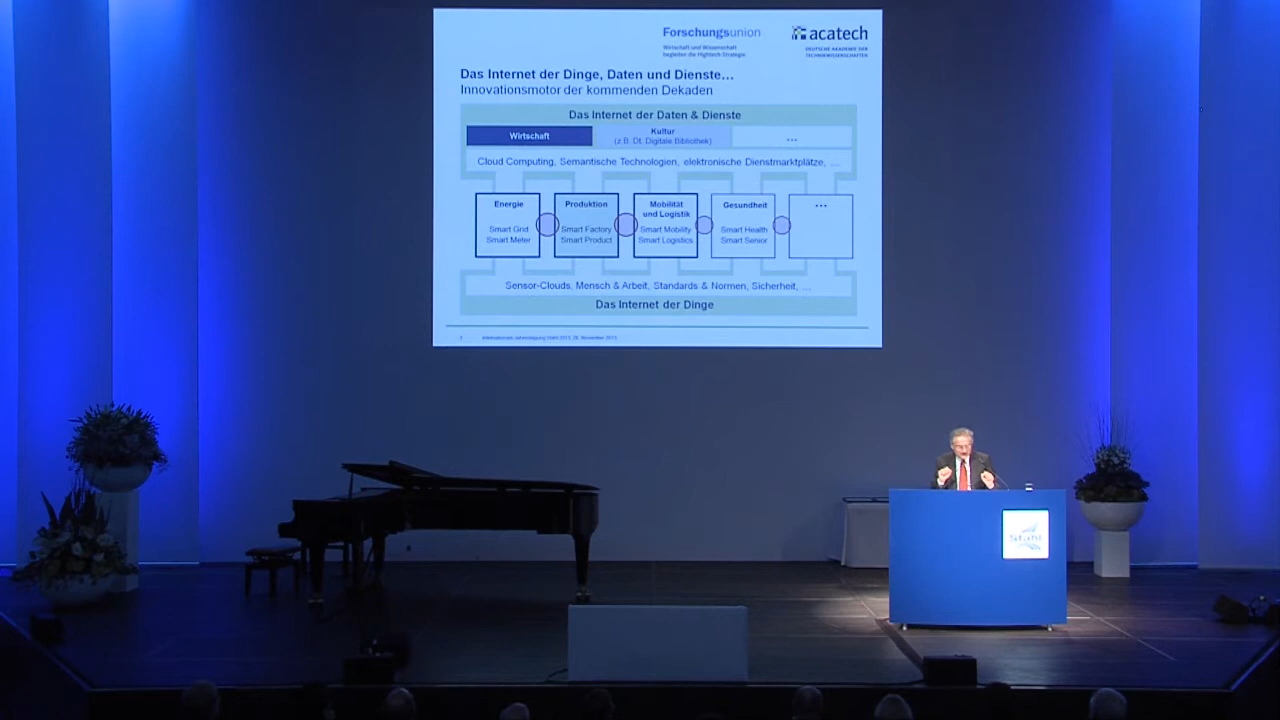 Forschungsunion
Wirtschaft und Wissenschaft
begleiten die Hightech-Strategie
acatech
DEUTSCHE AKADEMIE DER
TECHNIKWISSENSCHAFTEN
Das Internet der Dinge, Daten und Dienste…
Innovationsmotor der kommenden Dekaden
Das Internet der Daten & Dienste
Wirtschaft
Kultur
(z.B. Dt. Digitale Bibliothek)
...
Cloud Computing, Semantische Technologien, elektronische Dienstmarktplätze, …
Energie
Smart Grid
Smart Meter
Produktion
Smart Factory
Smart Product
Mobilität
und Logistik
Smart Mobility
Smart Logistics
Gesundheit
Smart Health
Smart Senior
...
Sensor-Clouds, Mensch & Arbeit, Standards & Normen, Sicherheit, …
Das Internet der Dinge
Stahl